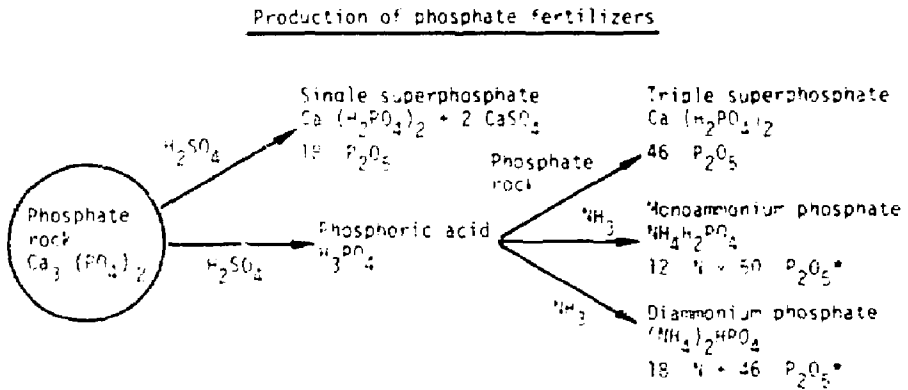 Production of phosphate fertilizers
Single superphosphate
Ca (H2PO4)2 + 2 CaSO4
P2O5
H2SO4
Phosphate
rock
Ca3 (PO4)2
H2SO4
Phosphoric acid
H3PO4
Phosphate
rock
NH3
NH3
Triple superphosphate
Ca (H2PO4)2
46 P2O5
Monoammonium phosphate
NH4H2PO4
12 N 50 P2O5*
Diammonium phosphate
(NH4)2HPO4
18 N + 46 P2O5*